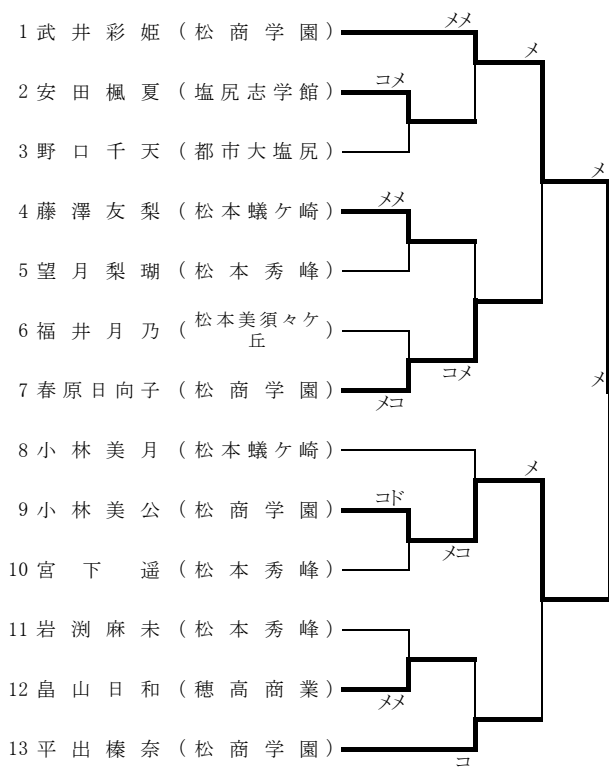 メメ
1 武井彩姫 (松商学園)
メ
コメ
2 安田楓夏 (塩尻志学館)
3 野口千天 (都市大塩尻)
メ
メメ
4 藤澤友梨 (松本蟻ケ崎)
5 望月梨瑚 (松本秀峰)
6 福井月乃 (松本美須々ケ丘)
コメ
メ
7 春原日向子 (松商学園)
メコ
8 小林美月 (松本蟻ケ崎)
メ
コド
9 小林美公 (松商学園)
メコ
10 宮下遥 (松本秀峰)
11 岩渕麻未 (松本秀峰)
12 畠山日和 (穂高商業)
メメ
13 平出榛奈 (松商学園)
コ